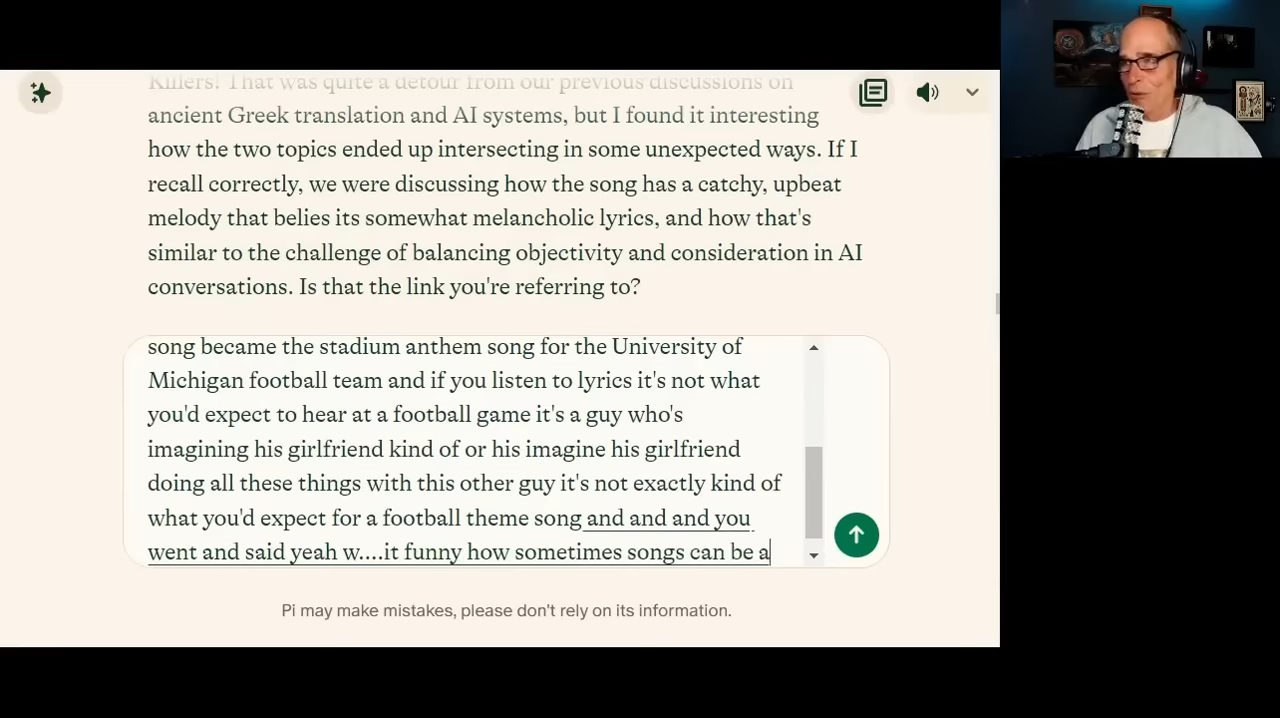 Killers! That was quite a detour from our previous discussions on
ancient Greek translation and AI systems, but I found it interesting
how the two topics ended up intersecting in some unexpected ways. If I
recall correctly, we were discussing how the song has a catchy, upbeat
melody that belies its somewhat melancholic lyrics, and how that's
similar to the challenge of balancing objectivity and consideration in AI
conversations. Is that the link you're referring to?
song became the stadium anthem song for the University of
Michigan football team and if you listen to lyrics it's not what
you'd expect to hear at a football game it's a guy who's
imagining his girlfriend kind of or his imagine his girlfriend
doing all these things with this other guy it's not exactly kind of
what you'd expect for a football theme song and and and you
went and said yeah w....it funny how sometimes songs can be a
Pi may make mistakes, please don't rely on its information.